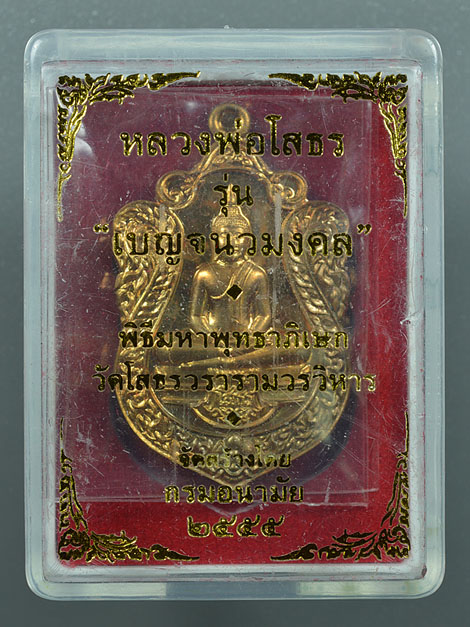 หลวงพ่อโสธร
รุ่น
“เบญจนวมงคล”
พิธีมหาพุทธาภิเษก
วัดโสธรวรารามวรวิหาร
จัดสร้างโดย
กรมอนามัย
๒๕๕๕